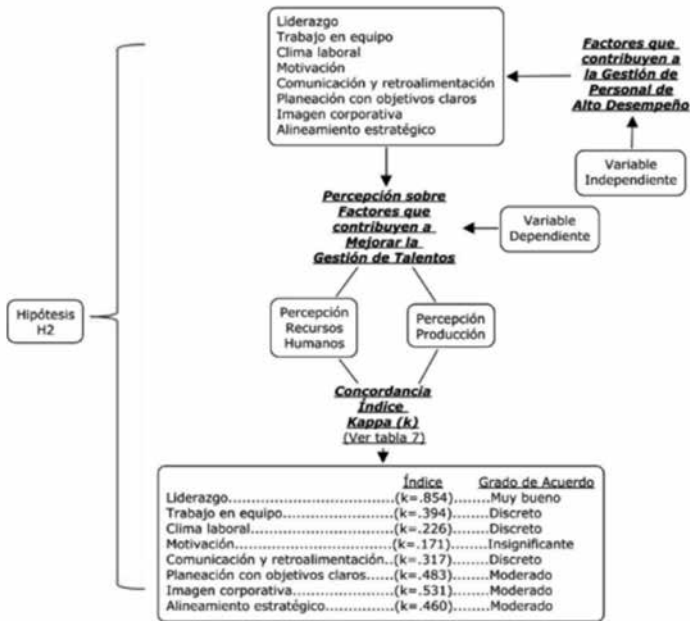 Liderazgo
Trabajo en equipo
Clima laboral
Motivación
Comunicación y retroalimentación
Planeación con objetivos claros
Imagen corporativa
Alineamiento estratégico
Factores que
contribuyen a
la Gestión de
Personal de
Alto Desempeño
Variable
Independiente
Percepción sobre
Factores que
contribuyen a
Mejorar la
Gestión de Talentos
Variable
Dependiente
Hipótesis
H2
Percepción
Recursos
Humanos
Percepción
Producción
Concordancia
Índice
Kappa (k)
(Ver tabla 7)
Índice Grado de Acuerdo
Liderazgo....................................(k=.854).......Muy bueno
Trabajo en equipo.........................(k=.394).......Discreto
Clima laboral................................(k=.226).......Discreto
Motivación...................................(k=.171).......Insignificante
Comunicación y retroalimentación..(k=.317).......Discreto
Planeación con objetivos claros......(k=.483).......Moderado
Imagen corporativa.......................(k=.531).......Moderado
Alineamiento estratégico................(k=.460).......Moderado